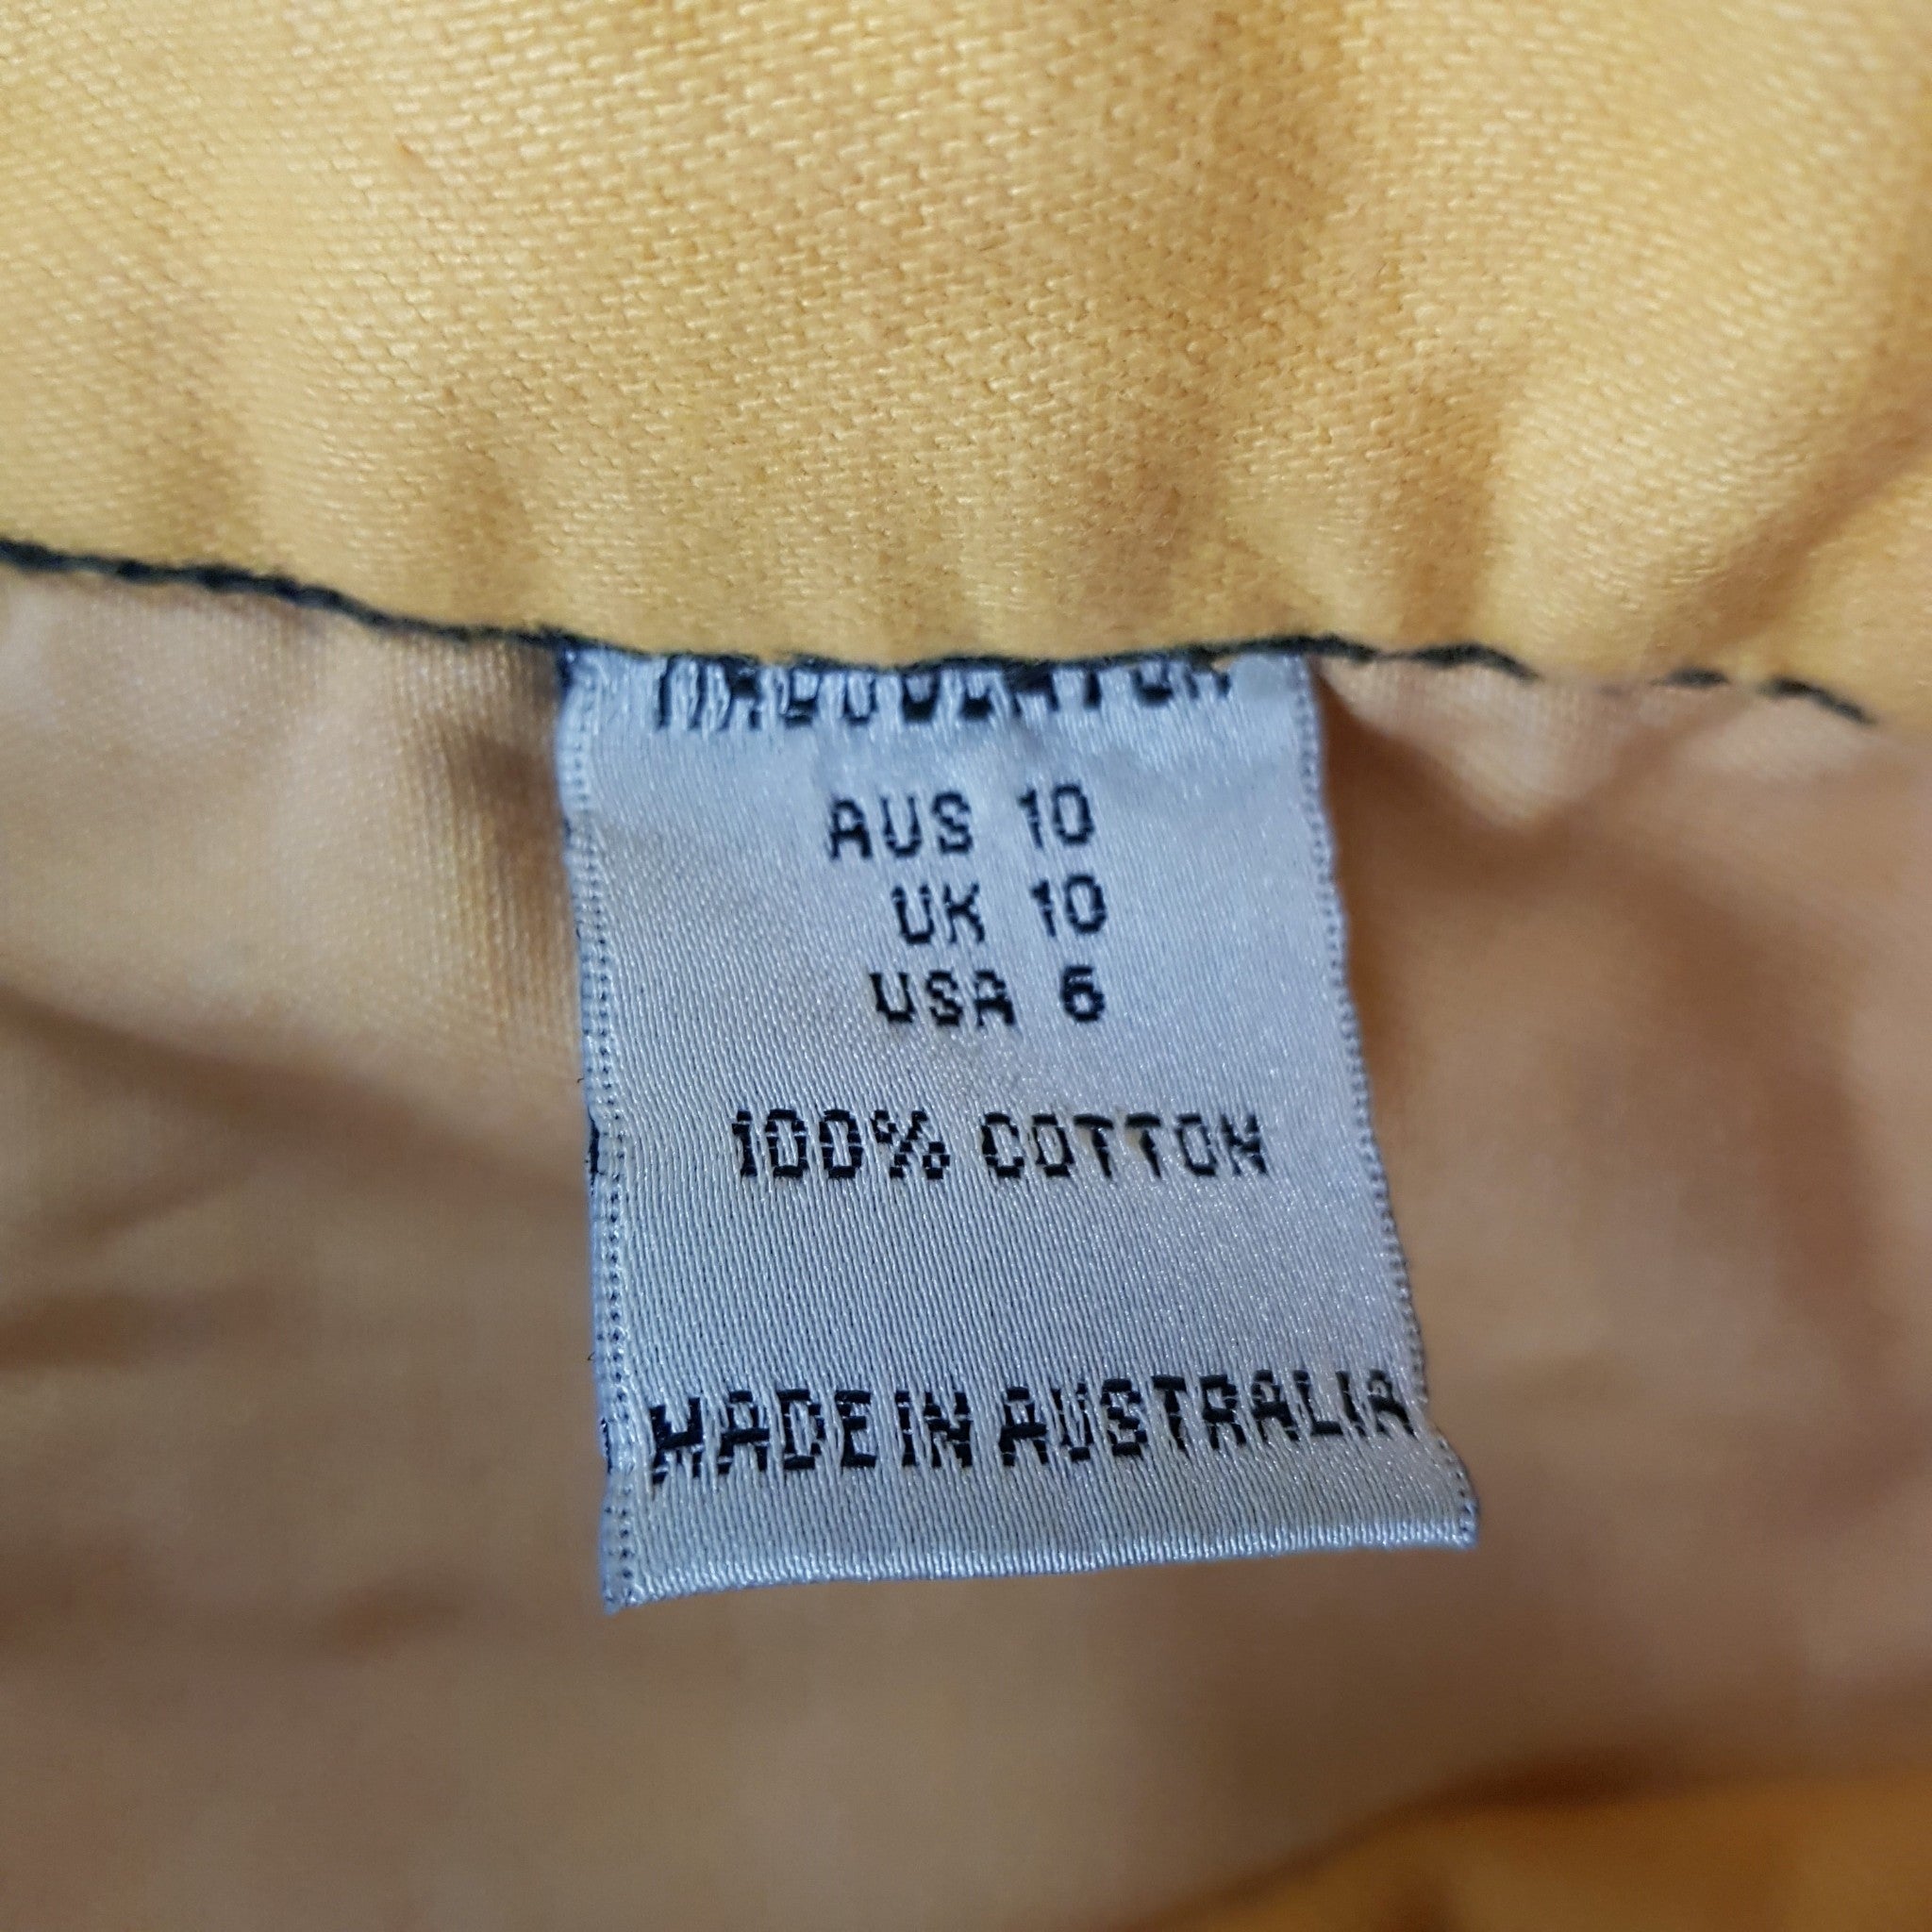 AUS 10
UK 10
USA 6
100% COTTON
MADE IN AUSTRALIA